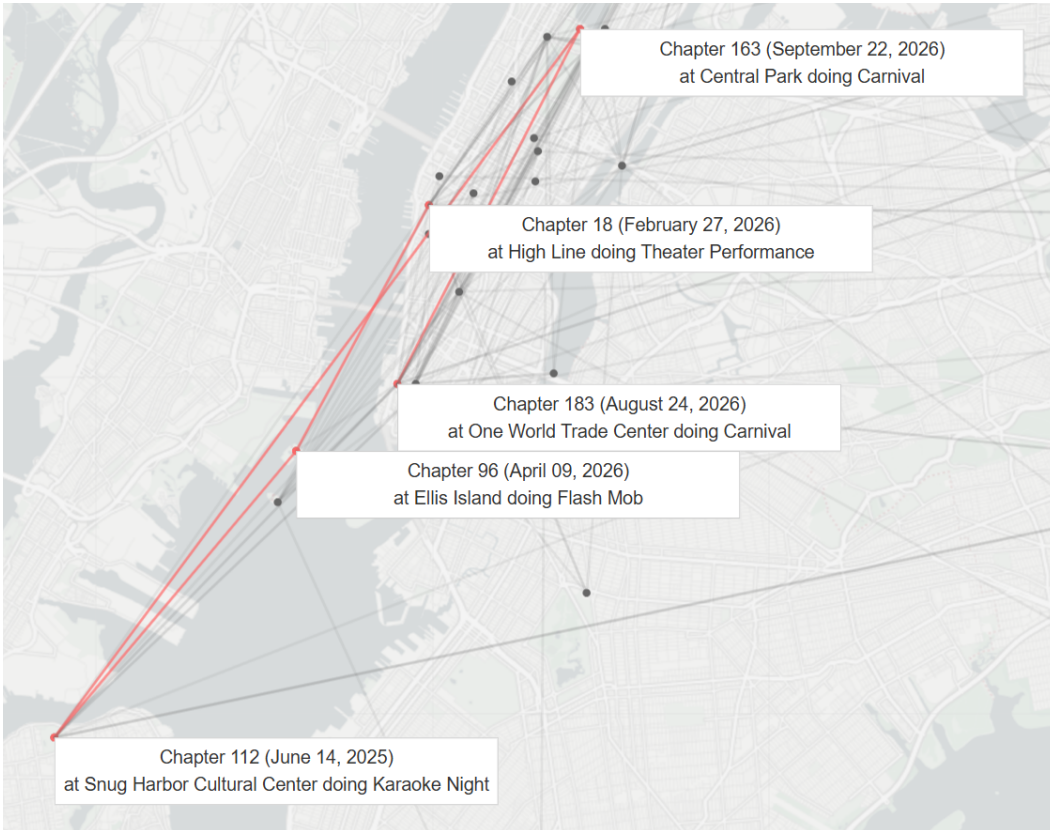 Chapter 163 (September 22, 2026)
at Central Park doing Carnival
Chapter 18 (February 27, 2026)
at High Line doing Theater Performance
Chapter 183 (August 24, 2026)
at One World Trade Center doing Carnival
Chapter 96 (April 09, 2026)
at Ellis Island doing Flash Mob
Chapter 112 (June 14, 2025)
at Snug Harbor Cultural Center doing Karaoke Night